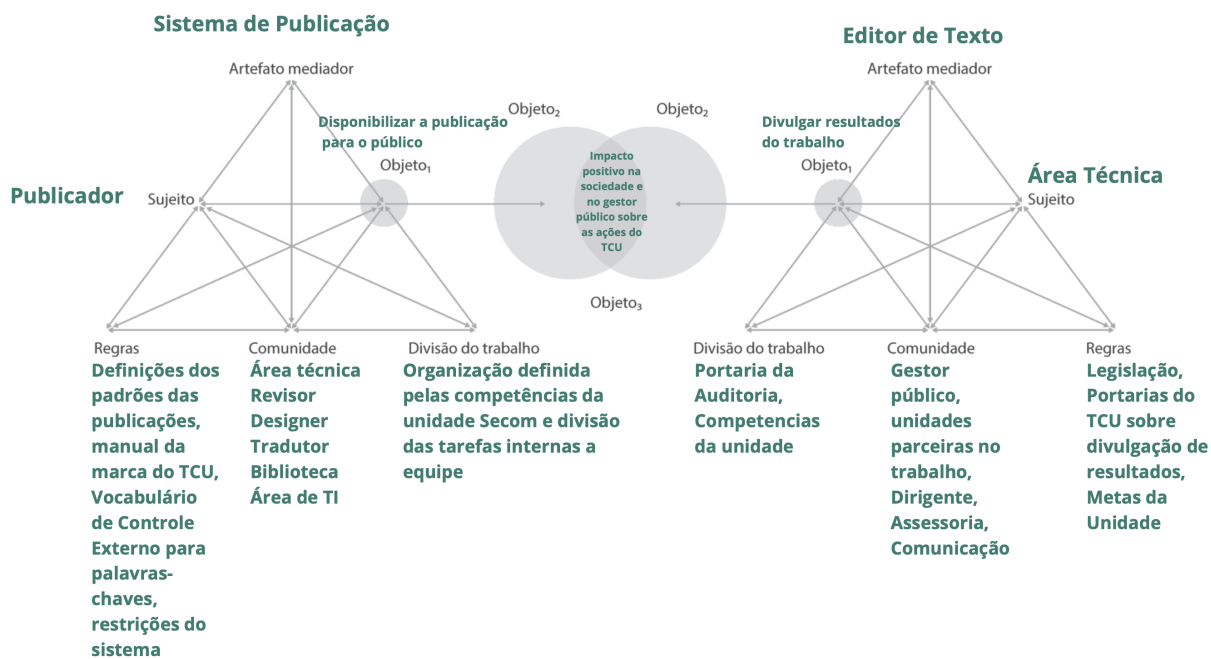 Sistema de Publicação
Artefato mediador
Disponibilizar a publicação
para o público
Objeto₁
Publicador
Sujeito
Regras
Definições dos
padrões das
publicações,
manual da
marca do TCU,
Vocabulário
de Controle
Externo para
palavras-
chaves,
restrições do
sistema
Comunidade
Área técnica
Revisor
Designer
Tradutor
Biblioteca
Área de TI
Divisão do trabalho
Organização definida
pelas competências da
unidade Secom e divisão
das tarefas internas a
equipe
Objeto₂
Objeto₂
Impacto
positivo na
sociedade e
no gestor
público sobre
as ações do
TCU
Objeto₃
Editor de Texto
Artefato mediador
Divulgar resultados
do trabalho
Objeto₁
Área Técnica
Sujeito
Divisão do trabalho
Portaria da
Auditoria,
Competencias
da unidade
Comunidade
Gestor
público,
unidades
parceiras no
trabalho,
Dirigente,
Assessoria,
Comunicação
Regras
Legislação,
Portarias do
TCU sobre
divulgação de
resultados,
Metas da
Unidade